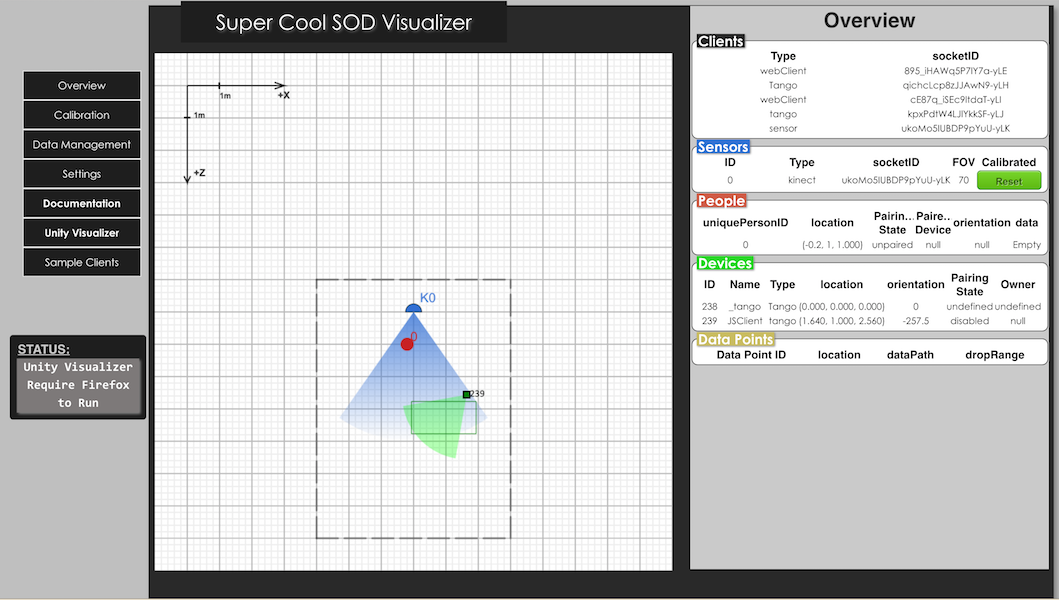 Super Cool SOD Visualizer
Overview
Calibration
Data Management
Settings
Documentation
Unity Visualizer
Sample Clients
STATUS:
Unity Visualizer
Require Firefox
to Run
1m
+X
1m
+Z
K0
0
239
Overview
Clients
Type socketID
webClient 895_iHAWq5P7IY7a-yLE
Tango qichcLcp8zJJAwN9-yLH
webClient cE87q_iSEc9ItdaT-yLI
tango kpxPdtW4LJlYkkSF-yLJ
sensor ukoMo5lUBDP9pYuU-yLK
Sensors
ID Type socketID FOV Calibrated
0 kinect ukoMo5lUBDP9pYuU-yLK 70 Reset
People
uniquePersonID location Pairin... State Paire.. Device orientation data
0 (-0.2, 1, 1.000) unpaired null null Empty
Devices
ID Name Type location orientation Pairing State Owner
238 _tango Tango (0.000, 0.000, 0.000) 0 undefined undefined
239 JSClient tango (1.640, 1.000, 2.560) -257.5 disabled null
Data Points
Data Point ID location dataPath dropRange